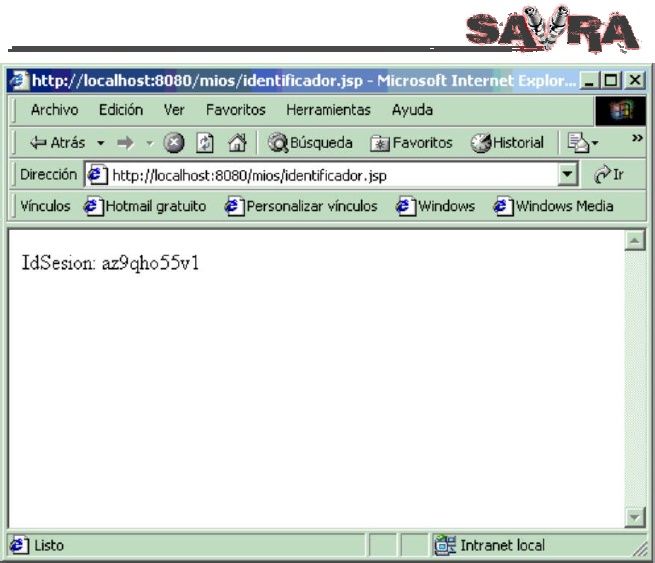 SAVRA
http://localhost:8080/mios/identificador.jsp - Microsoft Internet Explor...
Archivo Edición Ver Favoritos Herramientas Ayuda
Atrás Búsqueda Favoritos Historial »
Dirección http://localhost:8080/mios/identificador.jsp Ir
Vínculos Hotmail gratuito Personalizar vínculos Windows Windows Media
IdSesion: az9qho55v1
Listo Intranet local